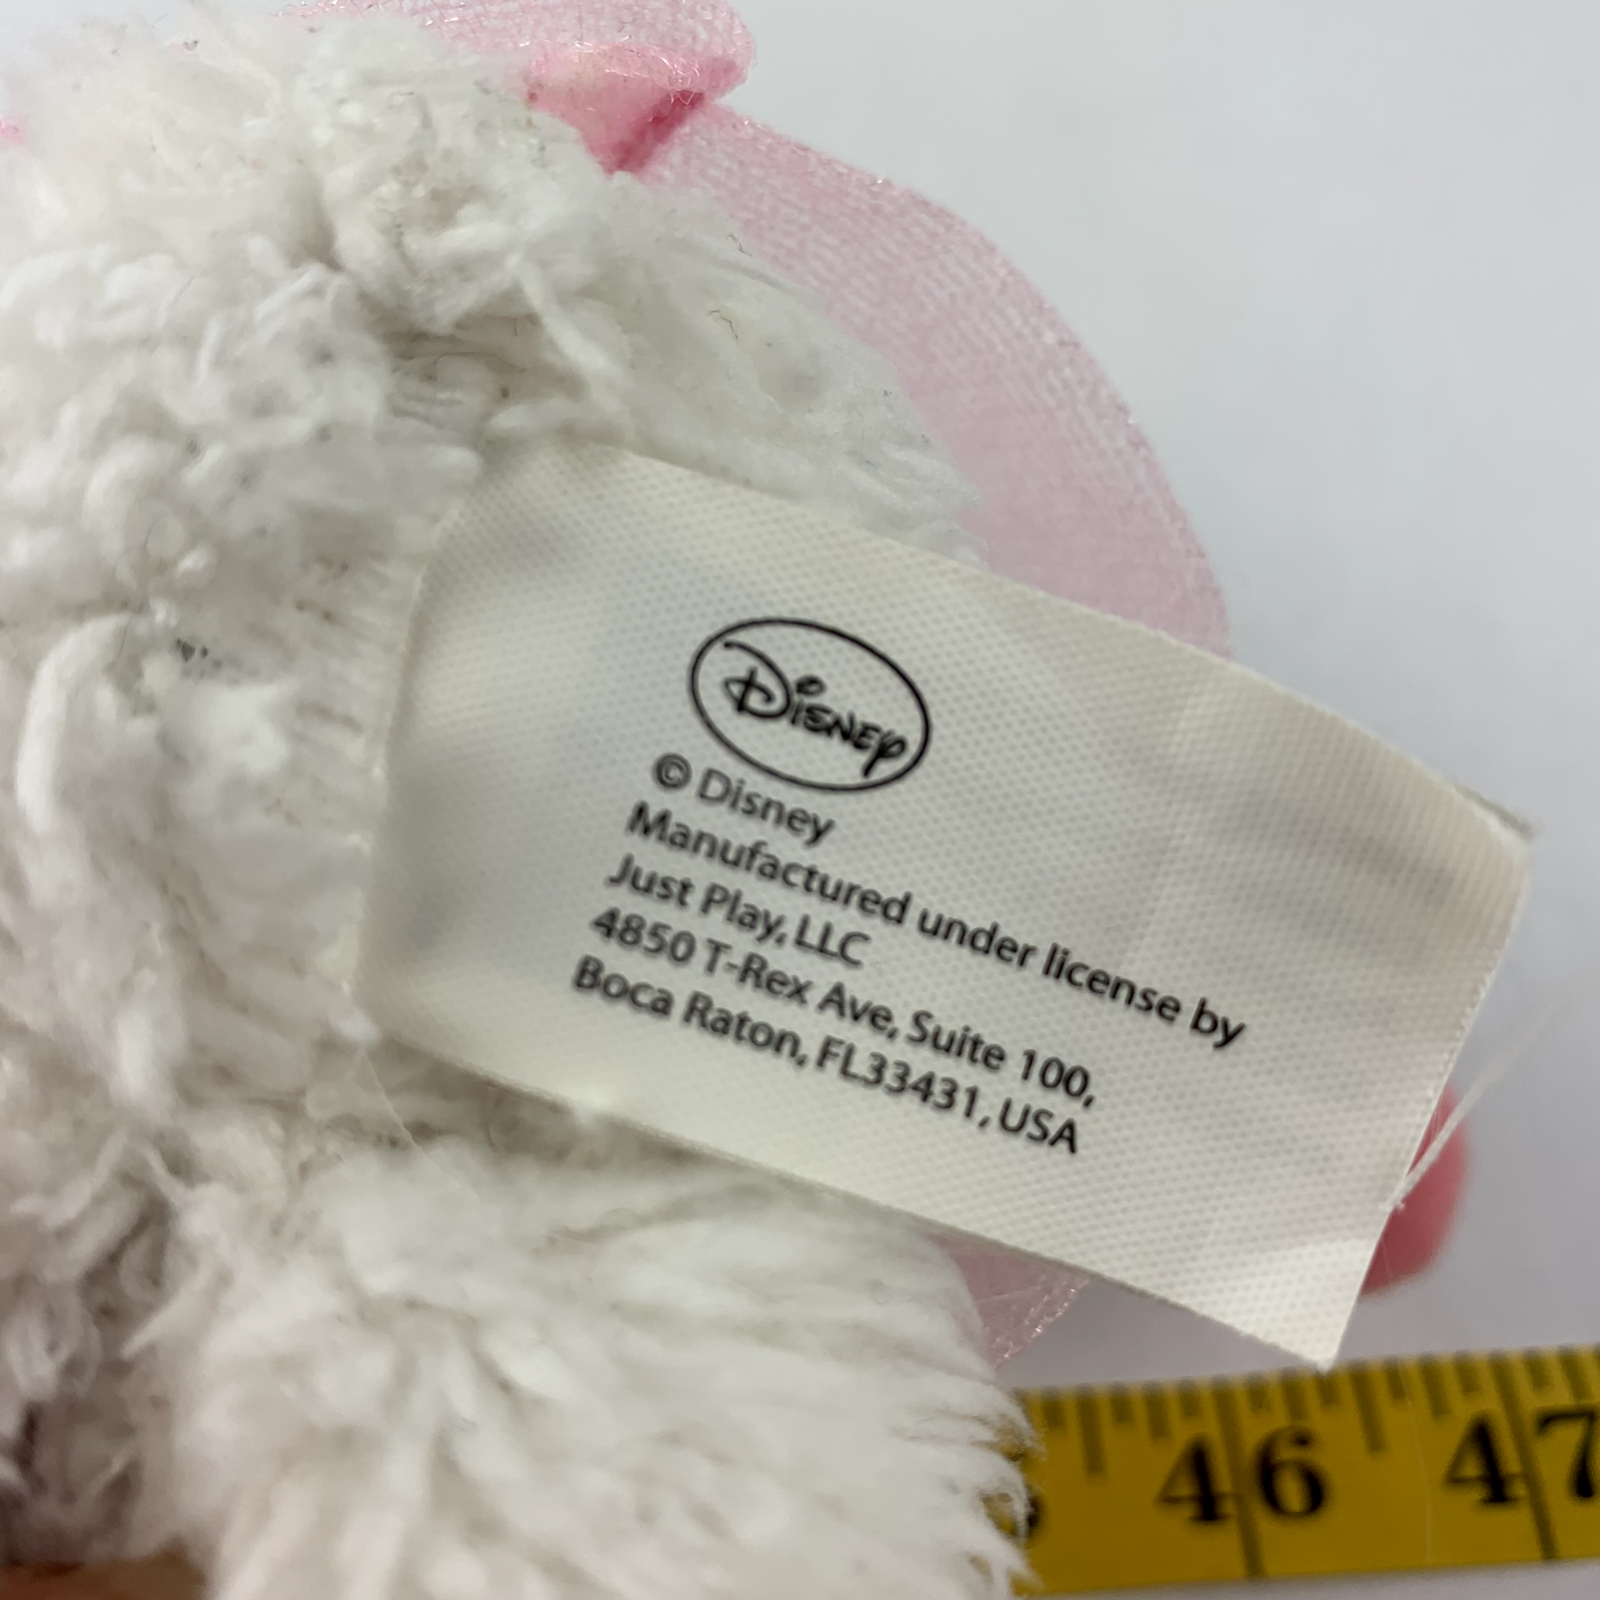 Disney
© Disney
Manufactured under license by
Just Play, LLC
4850 T-Rex Ave, Suite 100,
Boca Raton, FL33431, USA
46 47